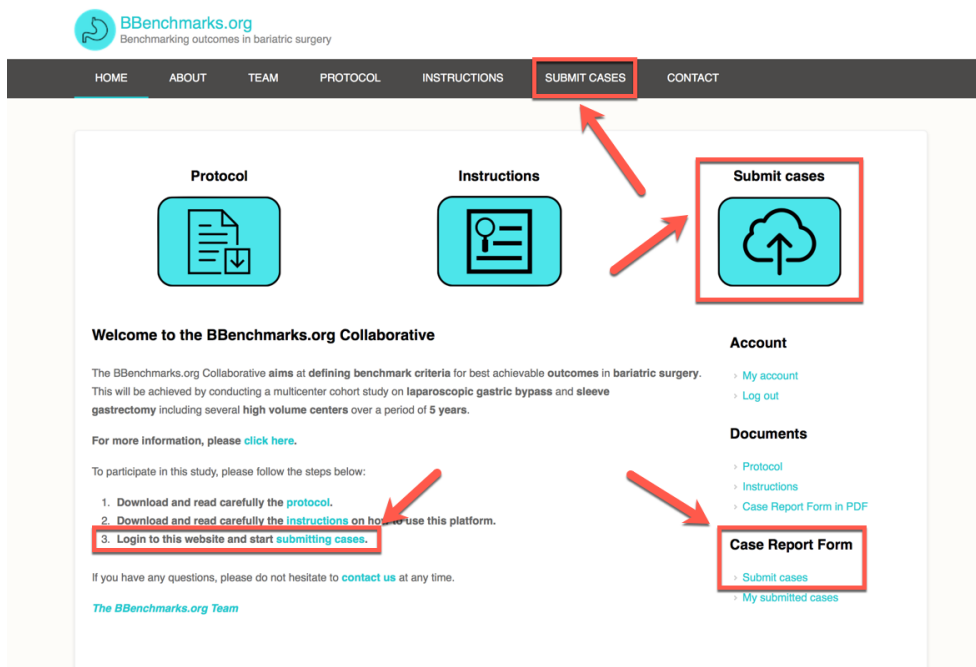 BBenchmarks.org
Benchmarking outcomes in bariatric surgery
HOME ABOUT TEAM PROTOCOL INSTRUCTIONS SUBMIT CASES CONTACT
Protocol
Instructions
Submit cases
Welcome to the BBenchmarks.org Collaborative
The BBenchmarks.org Collaborative aims at defining benchmark criteria for best achievable outcomes in bariatric surgery.
This will be achieved by conducting a multicenter cohort study on laparoscopic gastric bypass and sleeve
gastrectomy including several high volume centers over a period of 5 years.
For more information, please click here.
To participate in this study, please follow the steps below:
1. Download and read carefully the protocol.
2. Download and read carefully the instructions on how to use this platform.
3. Login to this website and start submitting cases.
If you have any questions, please do not hesitate to contact us at any time.
The BBenchmarks.org Team
Account
› My account
› Log out
Documents
› Protocol
› Instructions
› Case Report Form in PDF
Case Report Form
› Submit cases
› My submitted cases